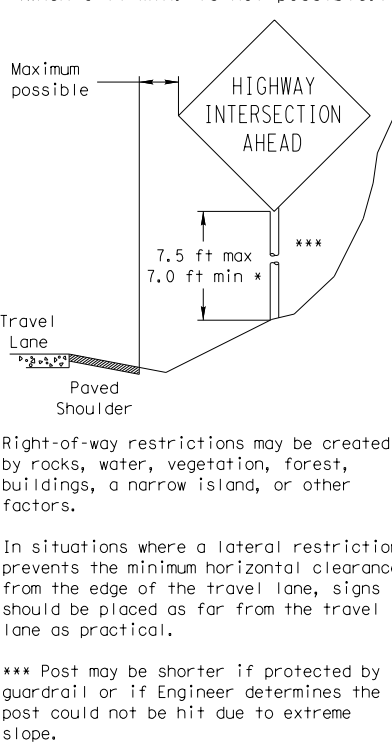 Maximum
possible
HIGHWAY
INTERSECTION
AHEAD
7.5 ft max
7.0 ft min *
***
Travel
Lane
Paved
Shoulder
Right-of-way restrictions may be created
by rocks, water, vegetation, forest,
buildings, a narrow island, or other
factors.
In situations where a lateral restriction
prevents the minimum horizontal clearance
from the edge of the travel lane, signs
should be placed as far from the travel
lane as practical.
*** Post may be shorter if protected by
guardrail or if Engineer determines the
post could not be hit due to extreme
slope.